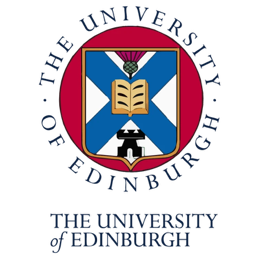 · THE UNIVERSITY ·
OF EDINBURGH
THE UNIVERSITY
of EDINBURGH